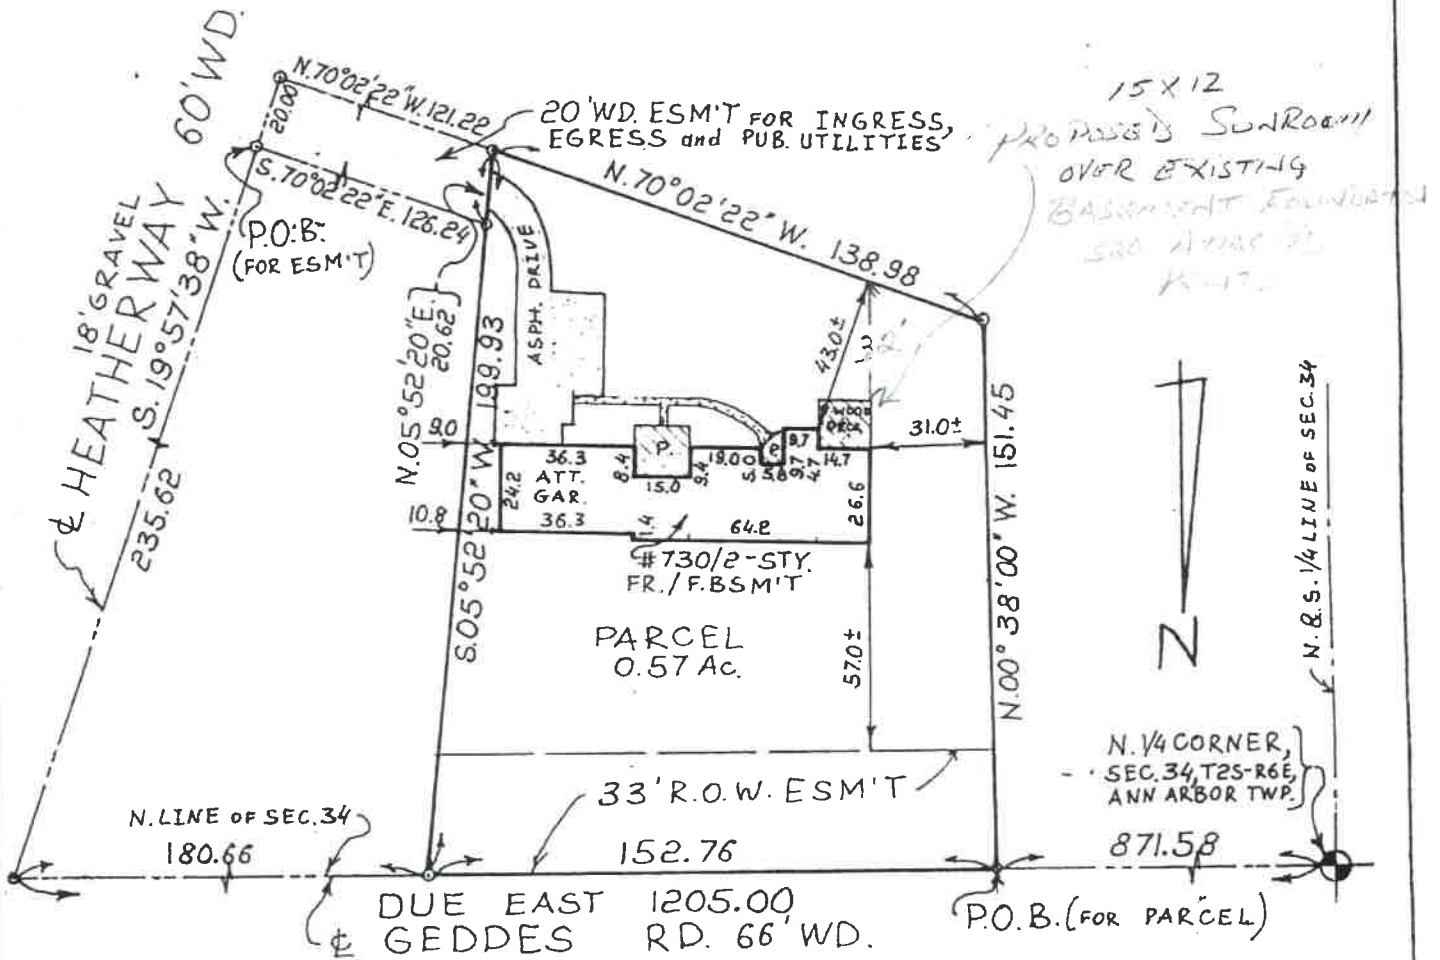 60' WD.
N.70°02'22"W. 121.22
20.00
20' WD. ESM'T FOR INGRESS,
EGRESS and PUB. UTILITIES
15 X 12
PROPOSED SUNROOM
OVER EXISTING
BASEMENT FOUNDATION
S.70°02'22"E. 126.24
N.70°02'22"W. 138.98
P.O.B.
(FOR ESM'T)
18' GRAVEL
℄ HEATHERWAY
S.19°57'38"W.
235.62
N.05°52'20"E.
20.62
S.05°52'20"W. 199.93
ASPH. DRIVE
43.0±
WOOD
DECK
31.0±
N.00°38'00"W. 151.45
N.&S. 1/4 LINE OF SEC. 34
9.0
10.8
36.3
ATT.
GAR.
36.3
24.2
8.4
P.
15.0
9.4
19.0
P.
5.8
9.7
9.7
4.7
14.7
26.6
1.4
64.2
#730/2-STY.
FR./F.BSM'T
PARCEL
0.57 AC.
57.0±
N
33' R.O.W. ESM'T
N. 1/4 CORNER,
SEC. 34, T2S-R6E,
ANN ARBOR TWP.
N. LINE OF SEC. 34
180.66
152.76
871.58
DUE EAST 1205.00
℄ GEDDES RD. 66' WD.
P.O.B. (FOR PARCEL)